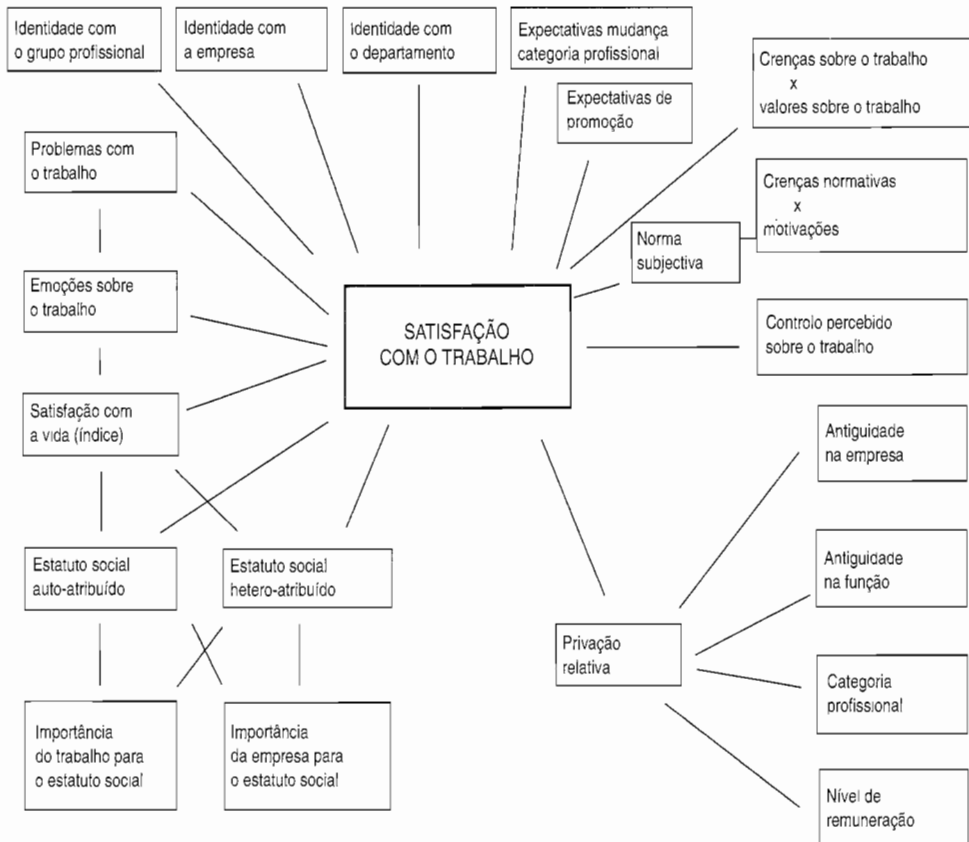 Identidade com
o grupo profissional
Identidade com
a empresa
Identidade com
o departamento
Expectativas mudança
categoria profissional
Expectativas de
promoção
Crenças sobre o trabalho
x
valores sobre o trabalho
Problemas com
o trabalho
Crenças normativas
x
motivações
Norma
subjectiva
Emoções sobre
o trabalho
SATISFAÇÃO
COM O TRABALHO
Controlo percebido
sobre o trabalho
Satisfação com
a vida (índice)
Antiguidade
na empresa
Estatuto social
auto-atribuído
Estatuto social
hetero-atribuído
Antiguidade
na função
Privação
relativa
Categoria
profissional
Importância
do trabalho para
o estatuto social
Importância
da empresa para
o estatuto social
Nível de
remuneração